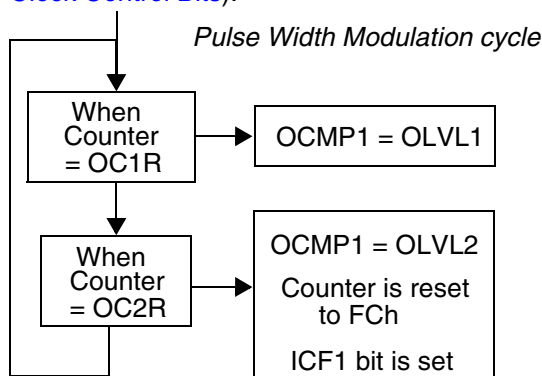 Clock Control Bits).
Pulse Width Modulation cycle
When
Counter
= OC1R
OCMP1 = OLVL1
When
Counter
= OC2R
OCMP1 = OLVL2
Counter is reset
to FCh
ICF1 bit is set